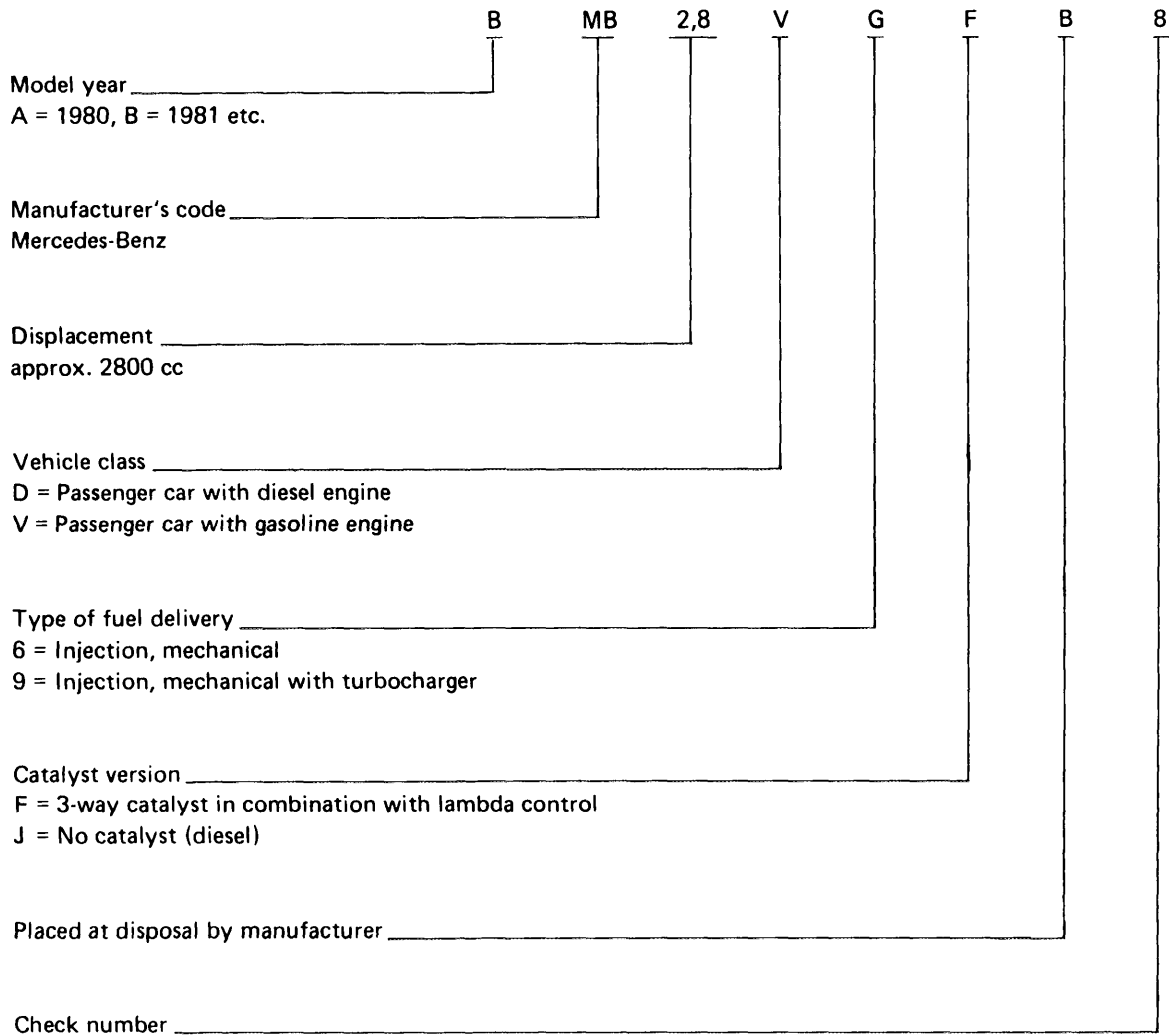 B MB 2,8 V G F B 8
Model year
A = 1980, B = 1981 etc.
Manufacturer's code
Mercedes-Benz
Displacement
approx. 2800 cc
Vehicle class
D = Passenger car with diesel engine
V = Passenger car with gasoline engine
Type of fuel delivery
6 = Injection, mechanical
9 = Injection, mechanical with turbocharger
Catalyst version
F = 3-way catalyst in combination with lambda control
J = No catalyst (diesel)
Placed at disposal by manufacturer
Check number